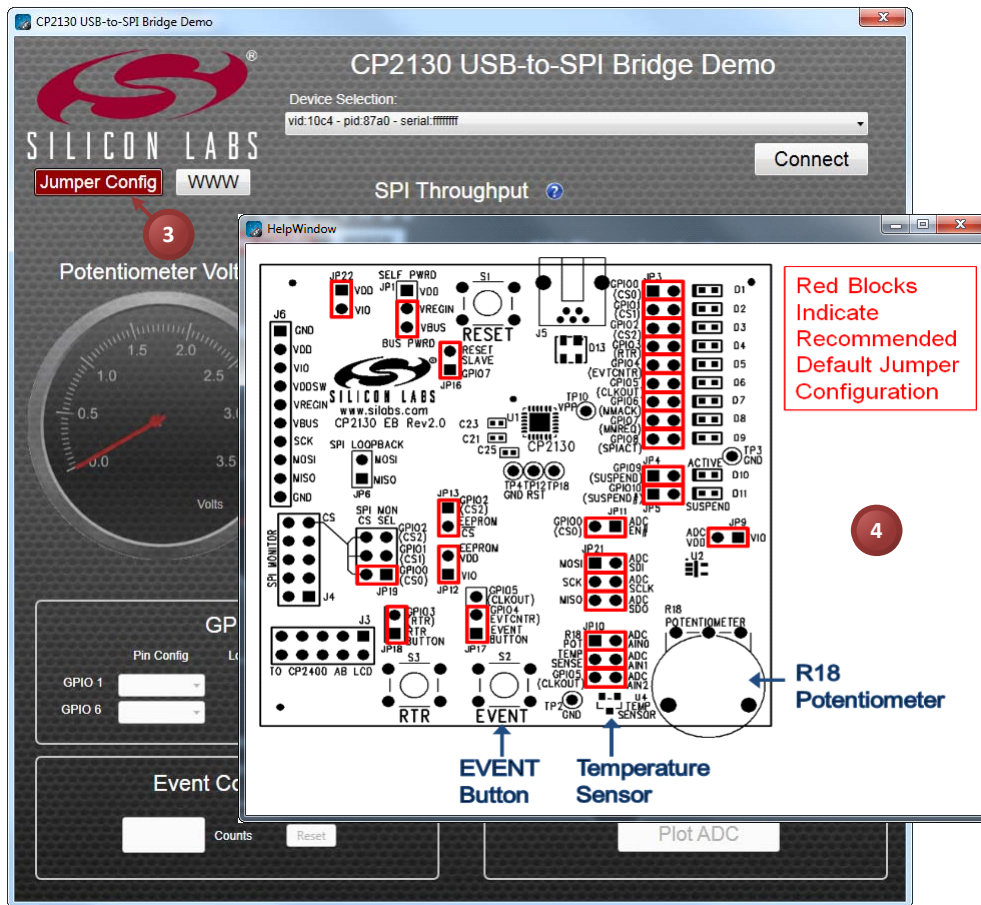 CP2130 USB-to-SPI Bridge Demo
CP2130 USB-to-SPI Bridge Demo
®
SILICON LABS
Device Selection:
vid:10c4 - pid:87a0 - serial:ffffffff
Connect
Jumper Config
WWW
SPI Throughput
?
3
HelpWindow
Potentiometer Volt
0.0
0.5
1.0
1.5
2.0
2.5
3.0
3.5
Volts
GP
Pin Config
Lo
GPIO 1
GPIO 6
Event Co
Counts
Reset
Plot ADC
Red Blocks
Indicate
Recommended
Default Jumper
Configuration
4
JP22
VDD
VIO
SELF PWRD
JP1
VDD
VREGIN
VBUS
BUS PWRD
S1
RESET
J5
D13
J6
GND
VDD
VIO
VDDSW
VREGIN
VBUS
SCK
MOSI
MISO
GND
RESET
SLAVE
GPIO7
JP16
®
SILICON LABS
www.silabs.com
CP2130 EB Rev2.0
SPI LOOPBACK
MOSI
MISO
JP6
C23
C21
C25
U1
CP2130
TP10
VPP
TP4 TP12 TP18
GND RST
JP3
GPIO0
(CS0)
D1
GPIO1
(CS1)
D2
GPIO2
(CS2)
D3
GPIO3
(RTR)
D4
GPIO4
(EVTCNTR)
D5
GPIO5
(CLKOUT)
D6
GPIO6
(MMACK)
D7
GPIO7
(MNREQ)
D8
GPIO8
(SPIACT)
D9
TP3
GND
JP4
GPIO9
(SUSPEND)
ACTIVE
D10
GPIO10
(SUSPEND#)
D11
JP5
SUSPEND
JP13
GPIO2
(CS2)
EEPROM
CS
SPI MON
CS SEL
GPIO2
(CS2)
GPIO1
(CS1)
GPIO0
(CS0)
JP19
CS
SPI MONITOR
J4
EEPROM
VDD
VIO
JP12
JP11
GPIO0
(CS0)
ADC
EN#
JP9
ADC
VDD
VIO
U2
JP21
MOSI
ADC
SDI
SCK
ADC
SCLK
MISO
ADC
SDO
GPIO5
(CLKOUT)
GPIO4
(EVTCNTR)
EVENT
BUTTON
JP17
GPIO3
(RTR)
RTR
BUTTON
JP18
J3
TO CP2400 AB LCD
S3
RTR
S2
EVENT
JP10
R18
POT
ADC
AIN0
TEMP
SENSE
ADC
AIN1
GPIO5
(CLKOUT)
ADC
AIN2
TP2
GND
U4
TEMP
SENSOR
R18
POTENTIOMETER
R18
Potentiometer
EVENT
Button
Temperature
Sensor